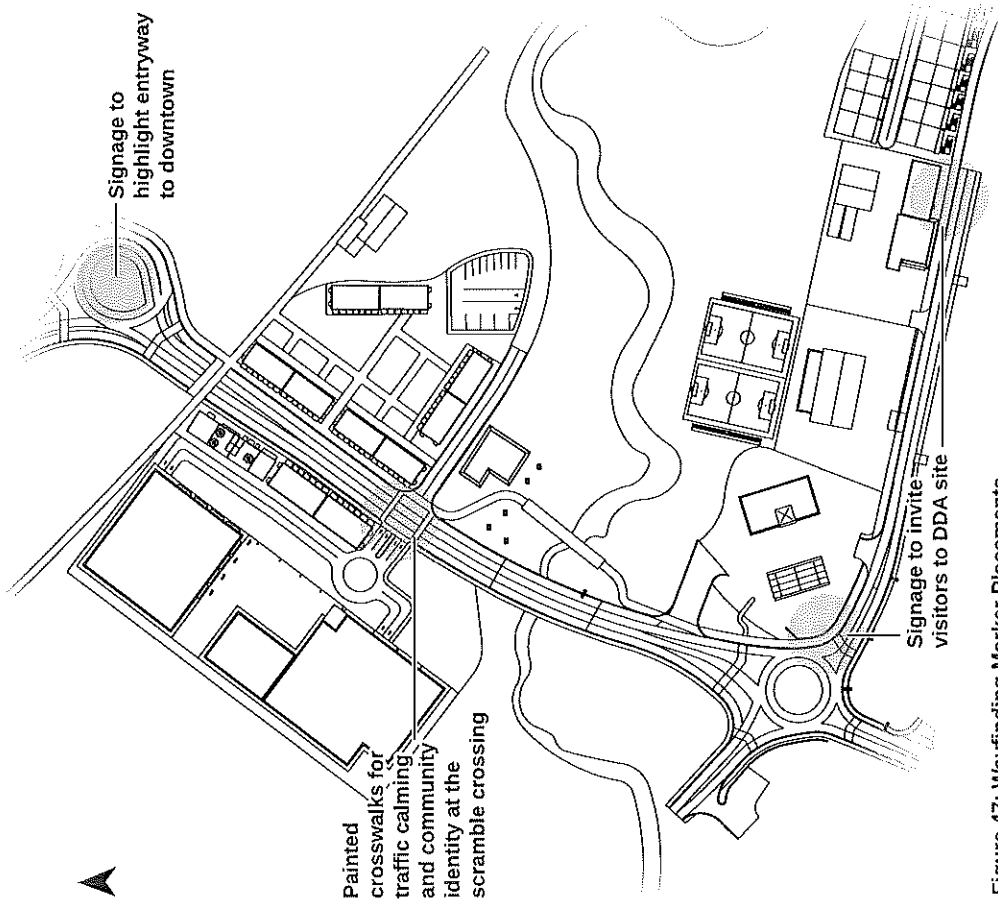 Signage to
highlight entryway
to downtown
Painted
crosswalks for
traffic calming
and community
identity at the
scramble crossing
Signage to invite
visitors to DDA site
Figure 47: Wayfinding Marker Placements